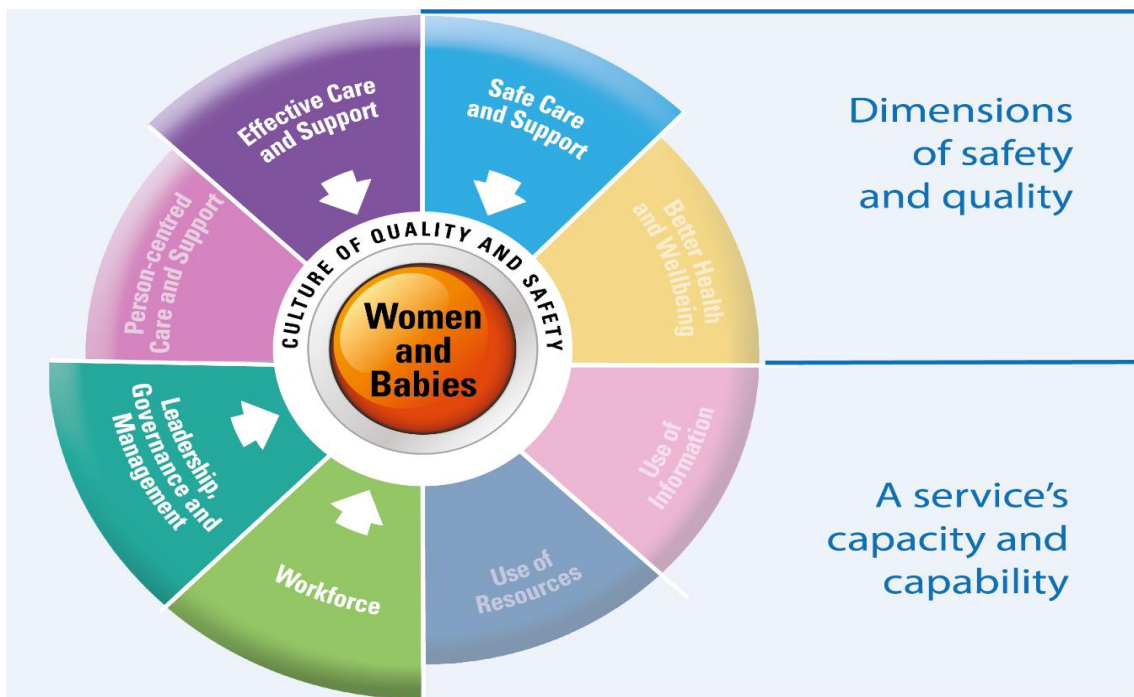 Effective Care
and Support
Safe Care
and Support
Dimensions
of safety
and quality
Person-centred
Care and Support
Better Health
and Wellbeing
CULTURE OF QUALITY AND SAFETY
Women
and
Babies
Leadership,
Governance and
Management
Use of
Information
Workforce
Use of
Resources
A service’s
capacity and
capability